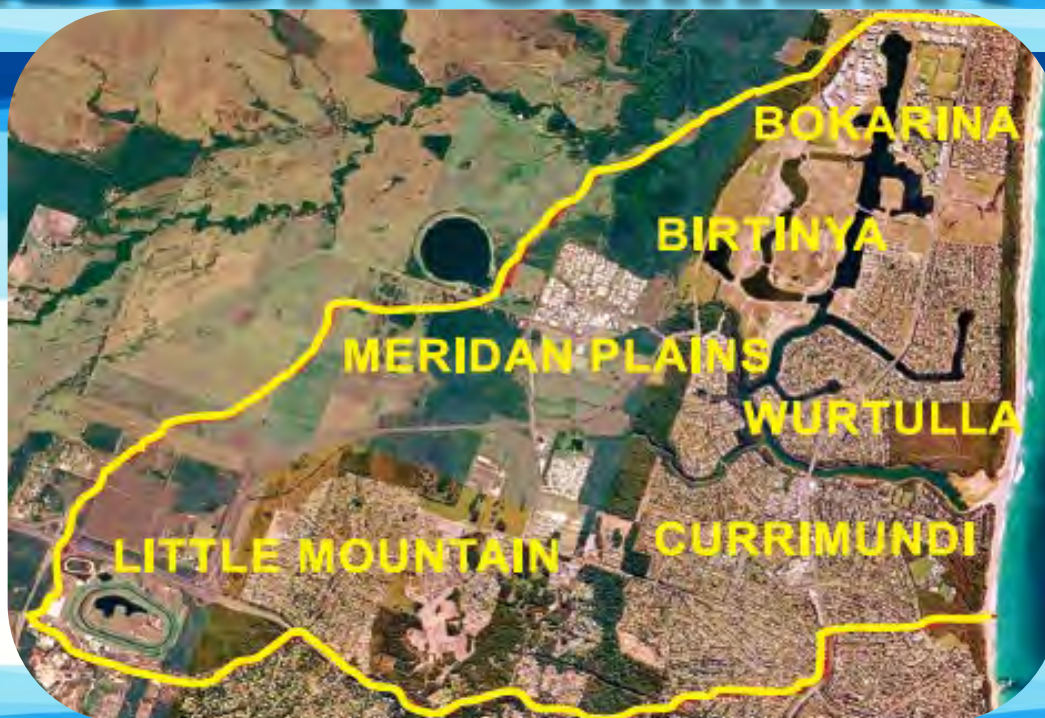 BOKARINA
BIRTINYA
MERIDAN PLAINS
WURTULLA
LITTLE MOUNTAIN
CURRIMUNDI